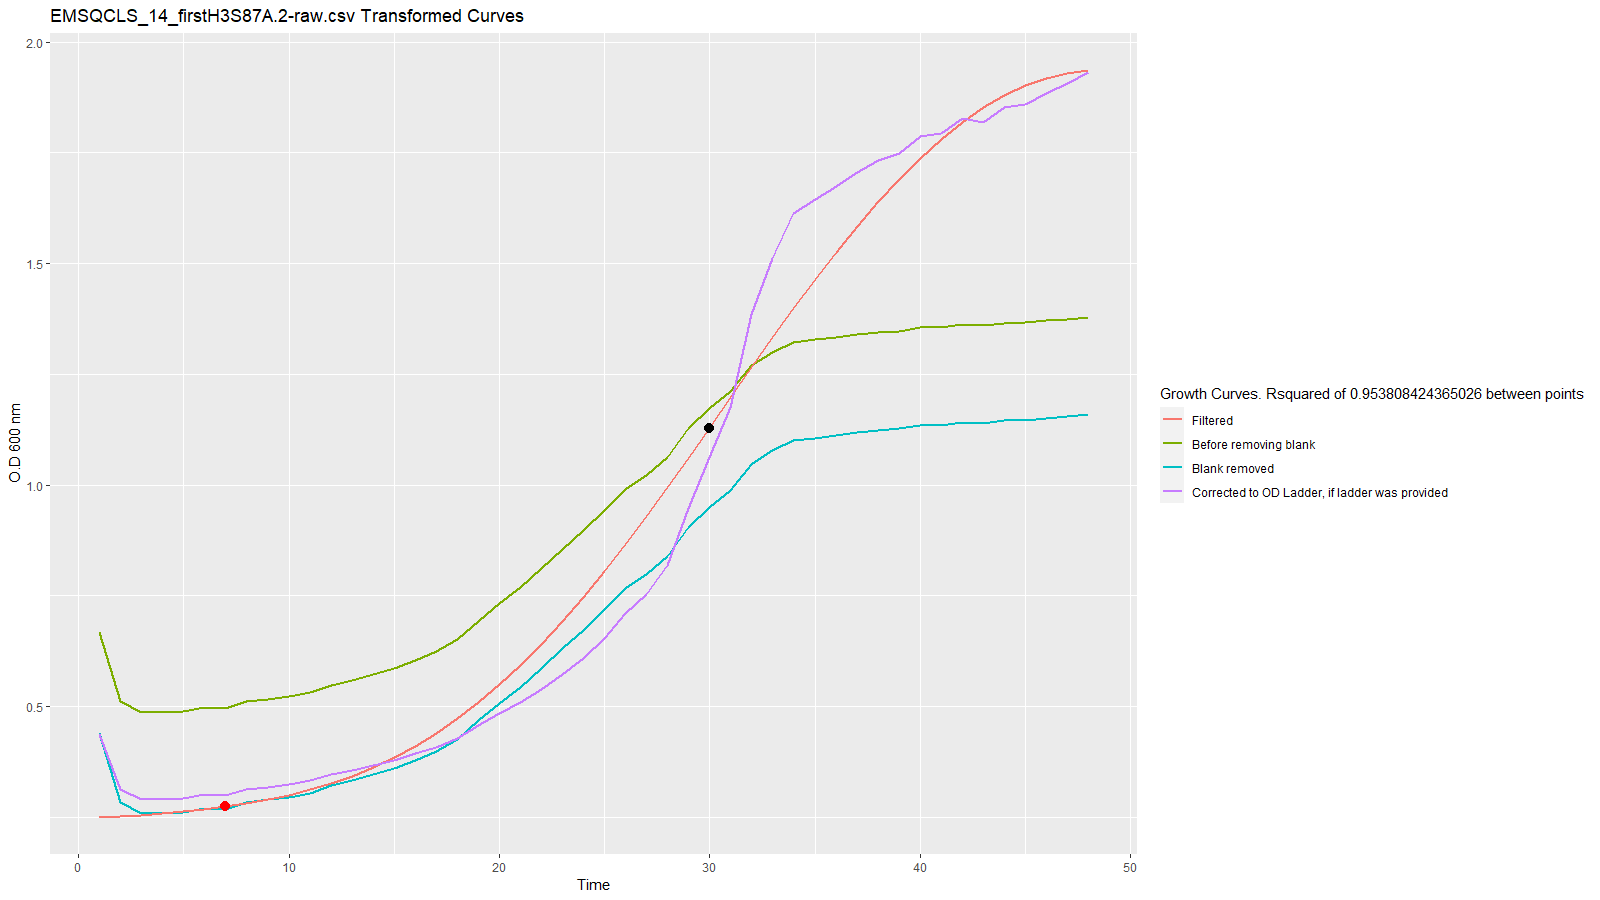 EMSQCLS_14_firstH3S87A.2-raw.csv Transformed Curves
2.0
1.5
1.0
0.5
O.D 600 nm
0 10 20 30 40 50
Time
Growth Curves. Rsquared of 0.953808424365026 between points
Filtered
Before removing blank
Blank removed
Corrected to OD Ladder, if ladder was provided